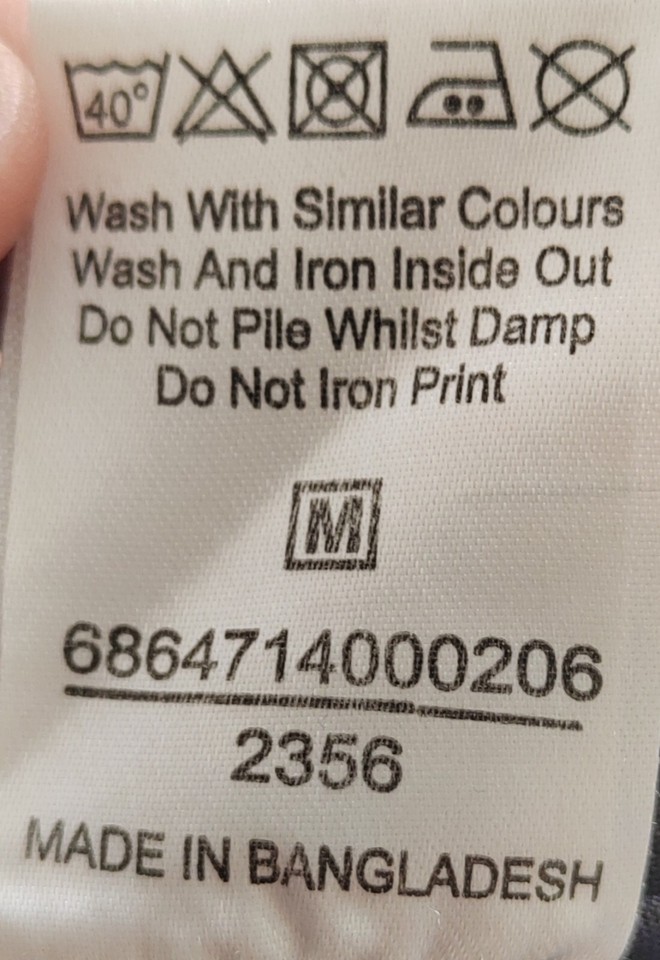 40°
Wash With Similar Colours
Wash And Iron Inside Out
Do Not Pile Whilst Damp
Do Not Iron Print
M
6864714000206
2356
MADE IN BANGLADESH